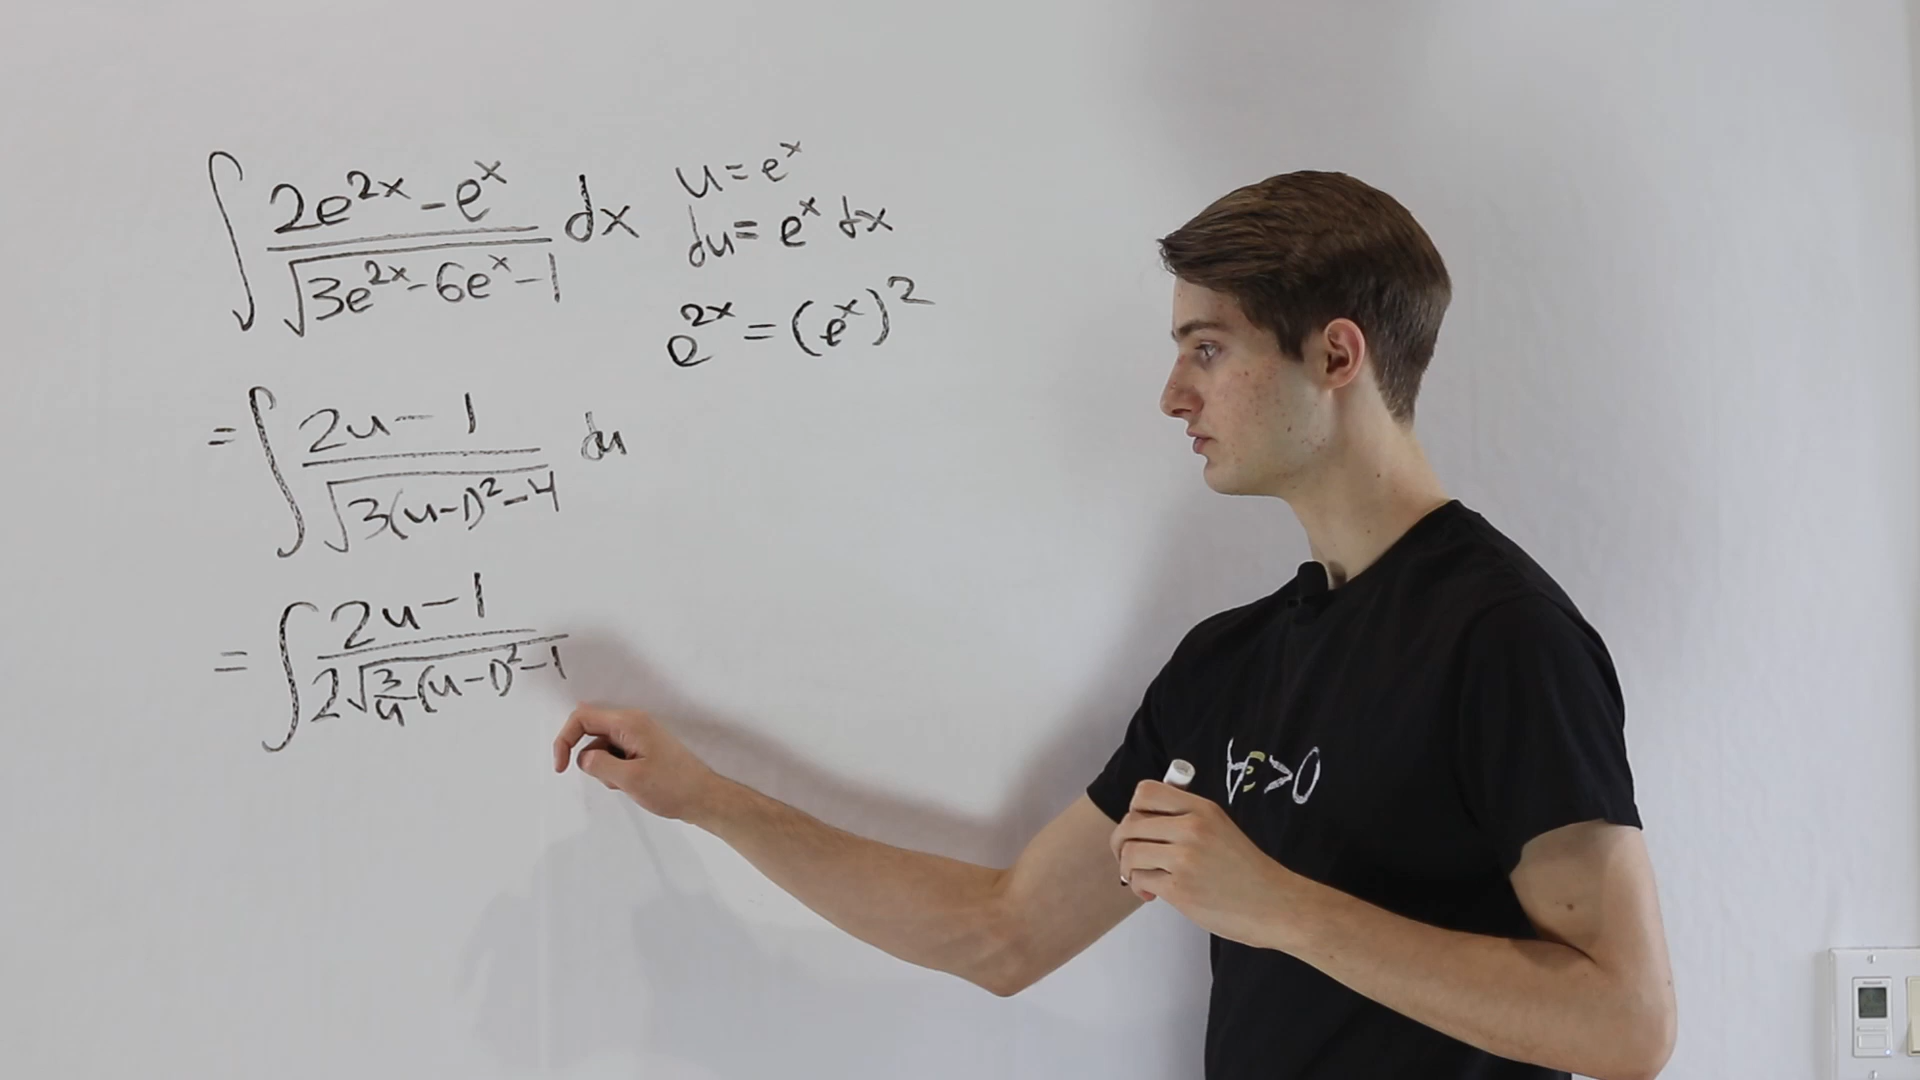 ∫ (2e^{2x} - e^x)/√(3e^{2x} - 6e^x - 1) dx
u = e^x
du = e^x dx
e^{2x} = (e^x)^2
= ∫ (2u - 1)/√(3(u-1)^2 - 4) du
= ∫ (2u - 1)/(2√(3/4 (u-1)^2 - 1))
∀ε>0